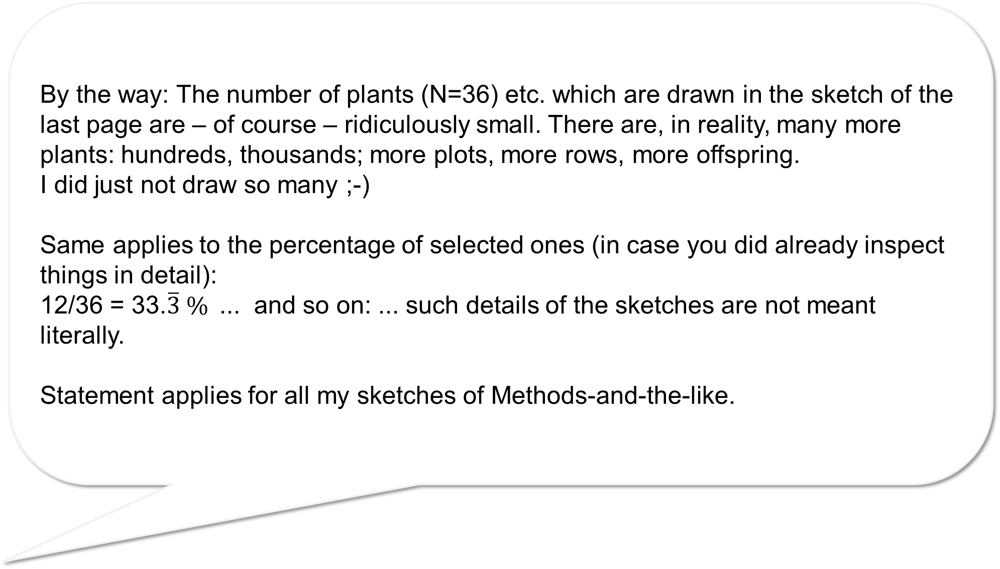 By the way: The number of plants (N=36) etc. which are drawn in the sketch of the
last page are – of course – ridiculously small. There are, in reality, many more
plants: hundreds, thousands; more plots, more rows, more offspring.
I did just not draw so many ;-)
Same applies to the percentage of selected ones (in case you did already inspect
things in detail):
12/36 = 33.3̅ % ... and so on: ... such details of the sketches are not meant
literally.
Statement applies for all my sketches of Methods-and-the-like.